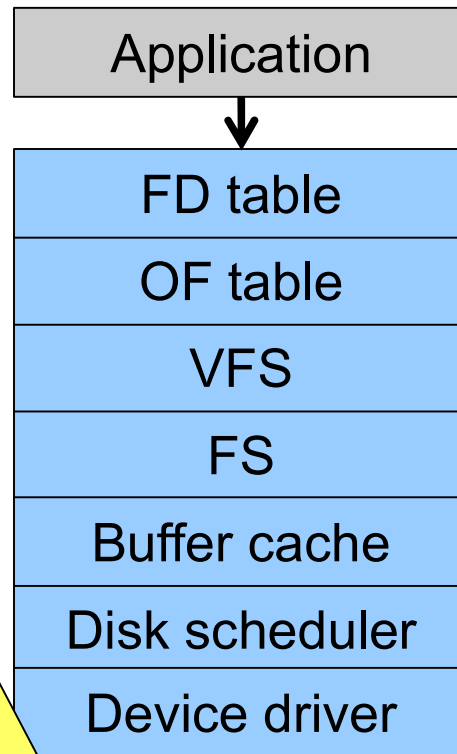 Application
FD table
OF table
VFS
FS
Buffer cache
Disk scheduler
Device driver